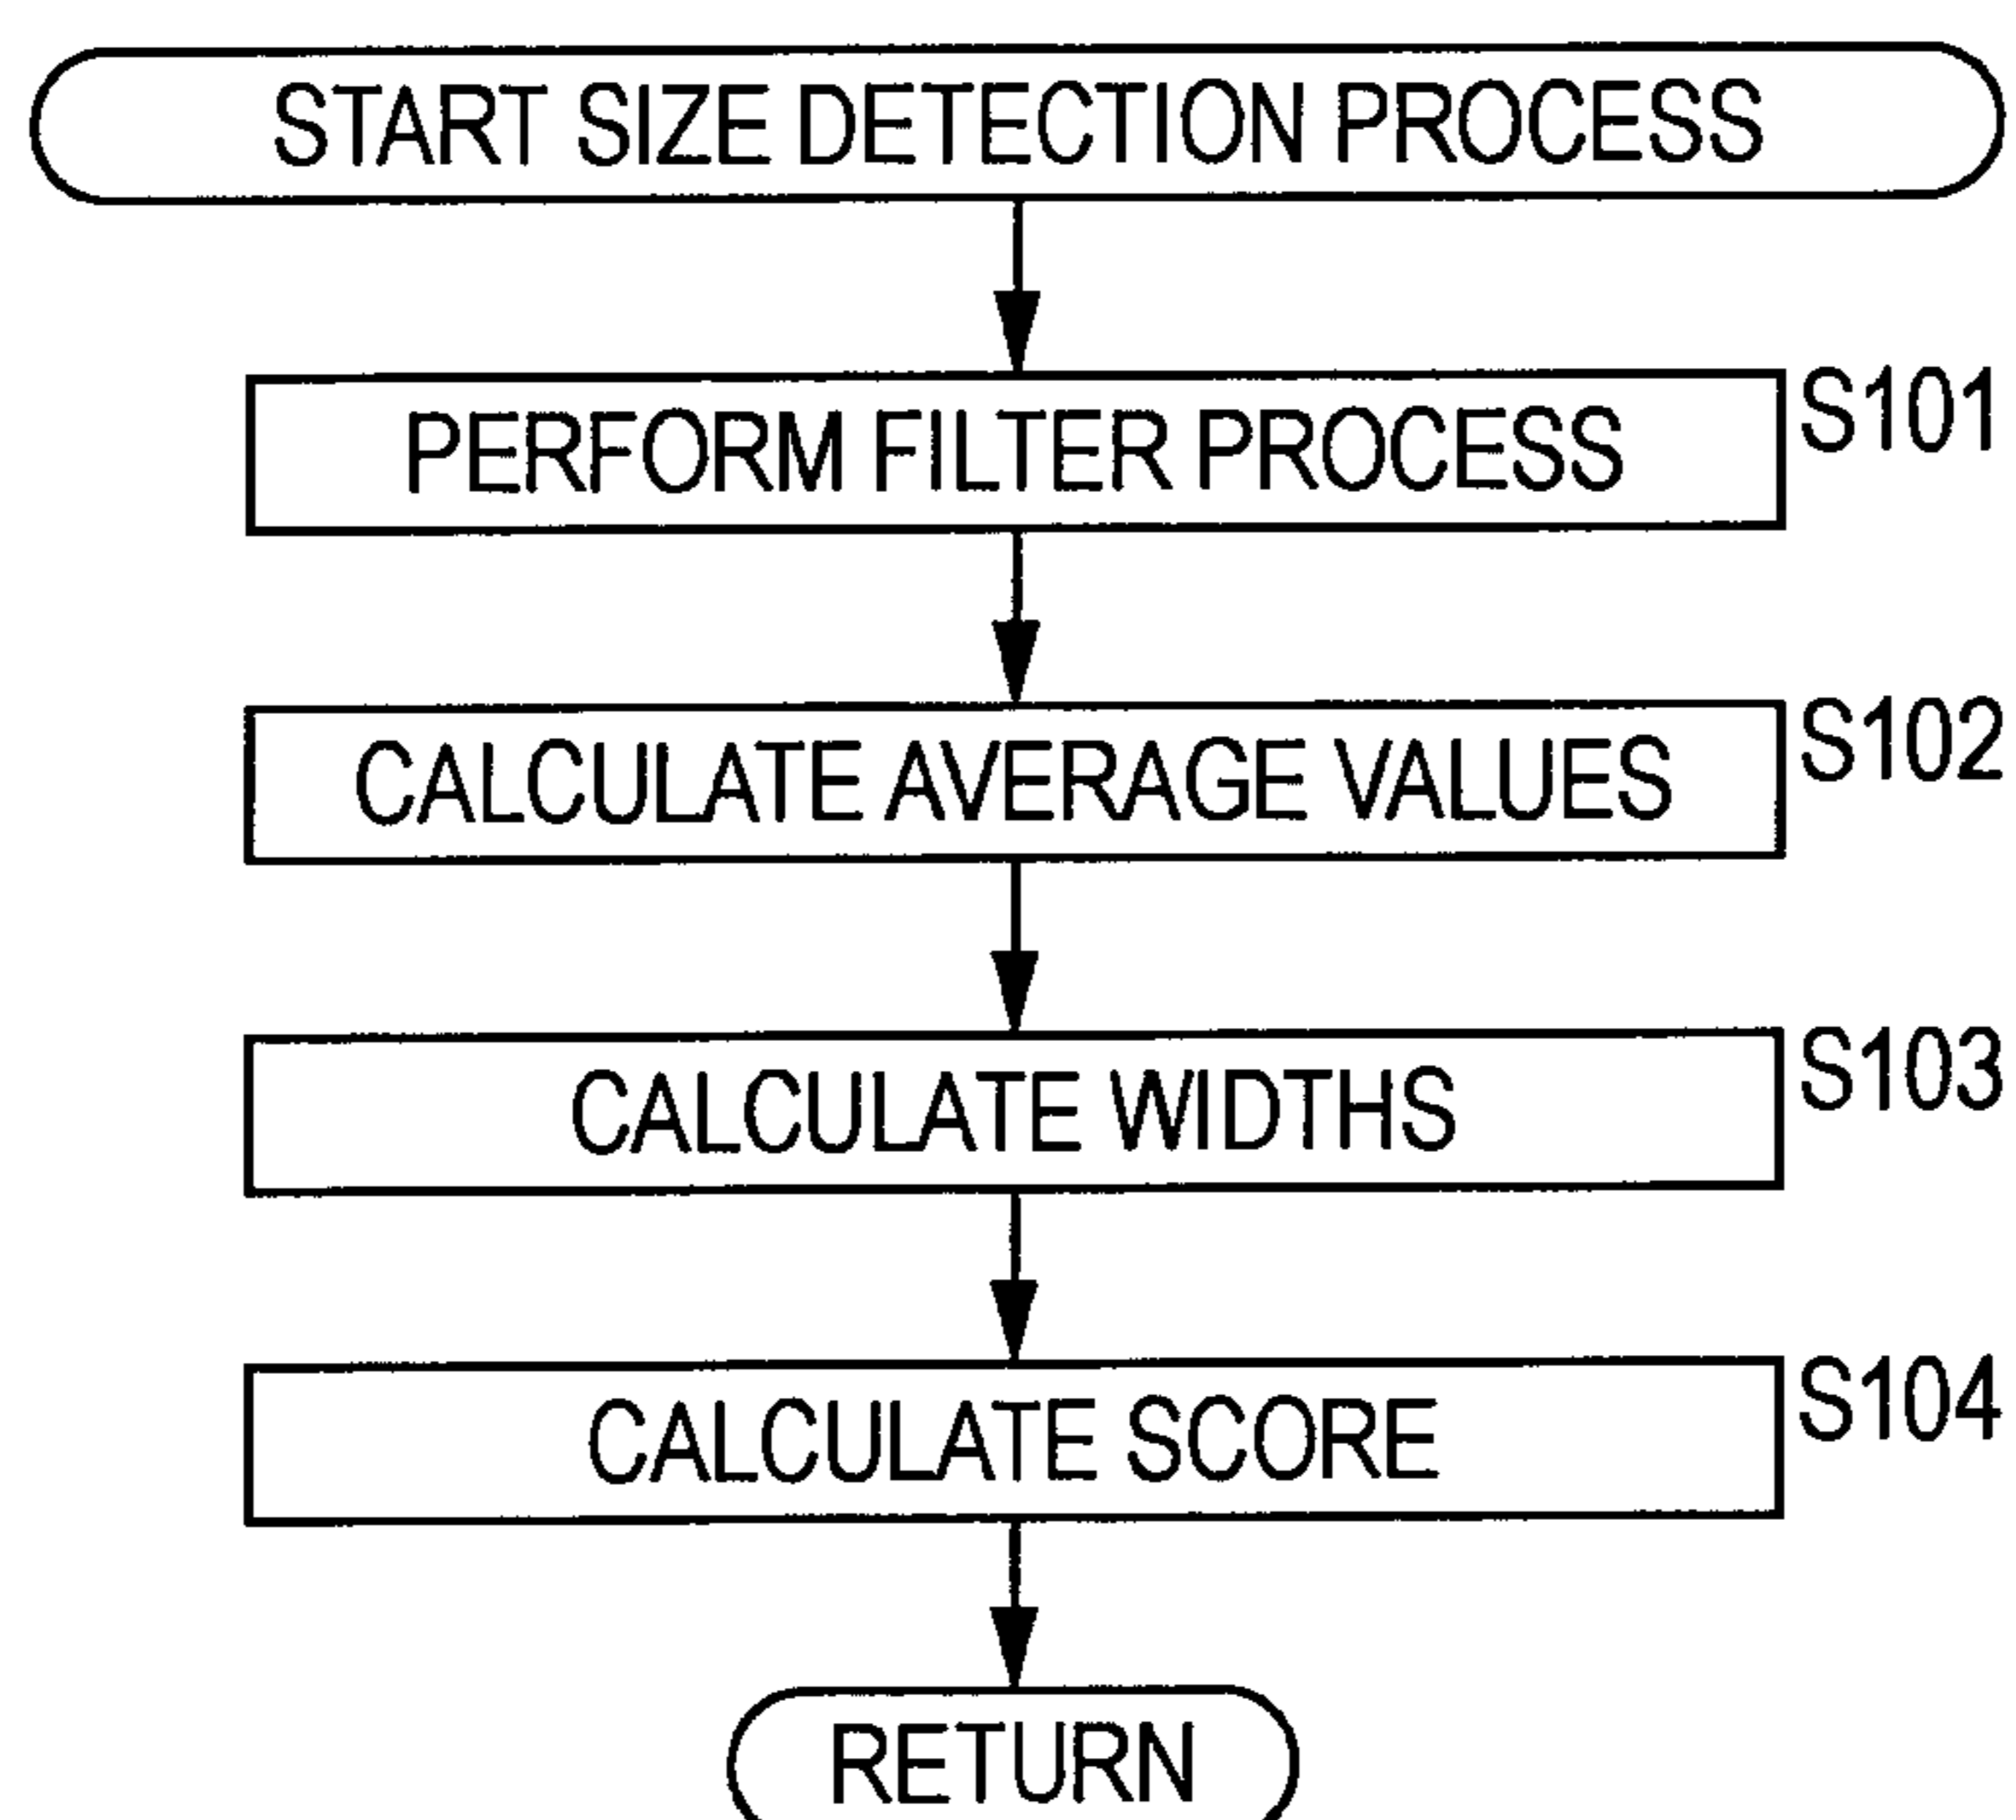 START SIZE DETECTION PROCESS
PERFORM FILTER PROCESS
S101
CALCULATE AVERAGE VALUES
S102
CALCULATE WIDTHS
S103
CALCULATE SCORE
S104
RETURN